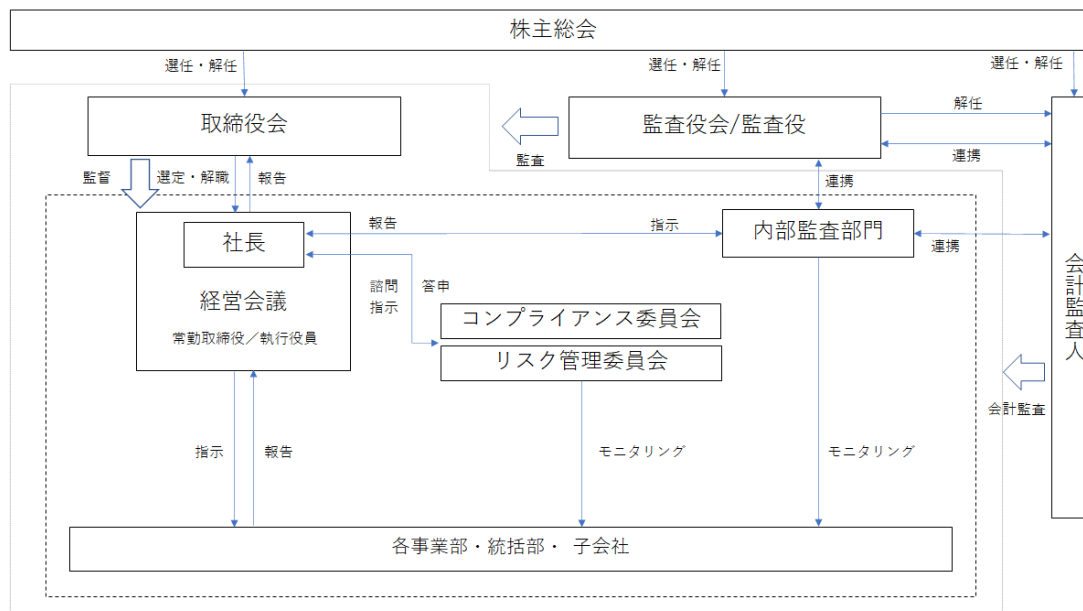 株主総会
選任・解任
選任・解任
選任・解任
取締役会
監査役会/監査役
解任
監査
連携
監督
選定・解職
報告
連携
社長
報告
指示
内部監査部門
連携
経営会議
常勤取締役／執行役員
諮問
答申
指示
コンプライアンス委員会
リスク管理委員会
会計監査人
会計監査
指示
報告
モニタリング
モニタリング
各事業部・統括部・ 子会社